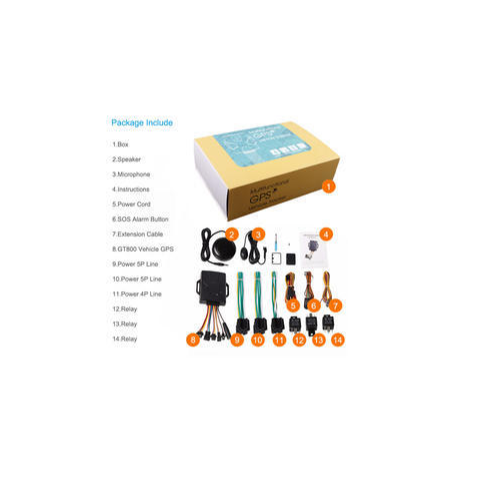 Package Include
1.Box
2.Speaker
3.Microphone
4.Instructions
5.Power Cord
6.SOS Alarm Button
7.Extension Cable
8.GT800 Vehicle GPS
9.Power 5P Line
10.Power 5P Line
11.Power 4P Line
12.Relay
13.Relay
14.Relay
GPS
Multifunctional
GPS
1
2
3
4
5
6
7
8
9
10
11
12
13
14